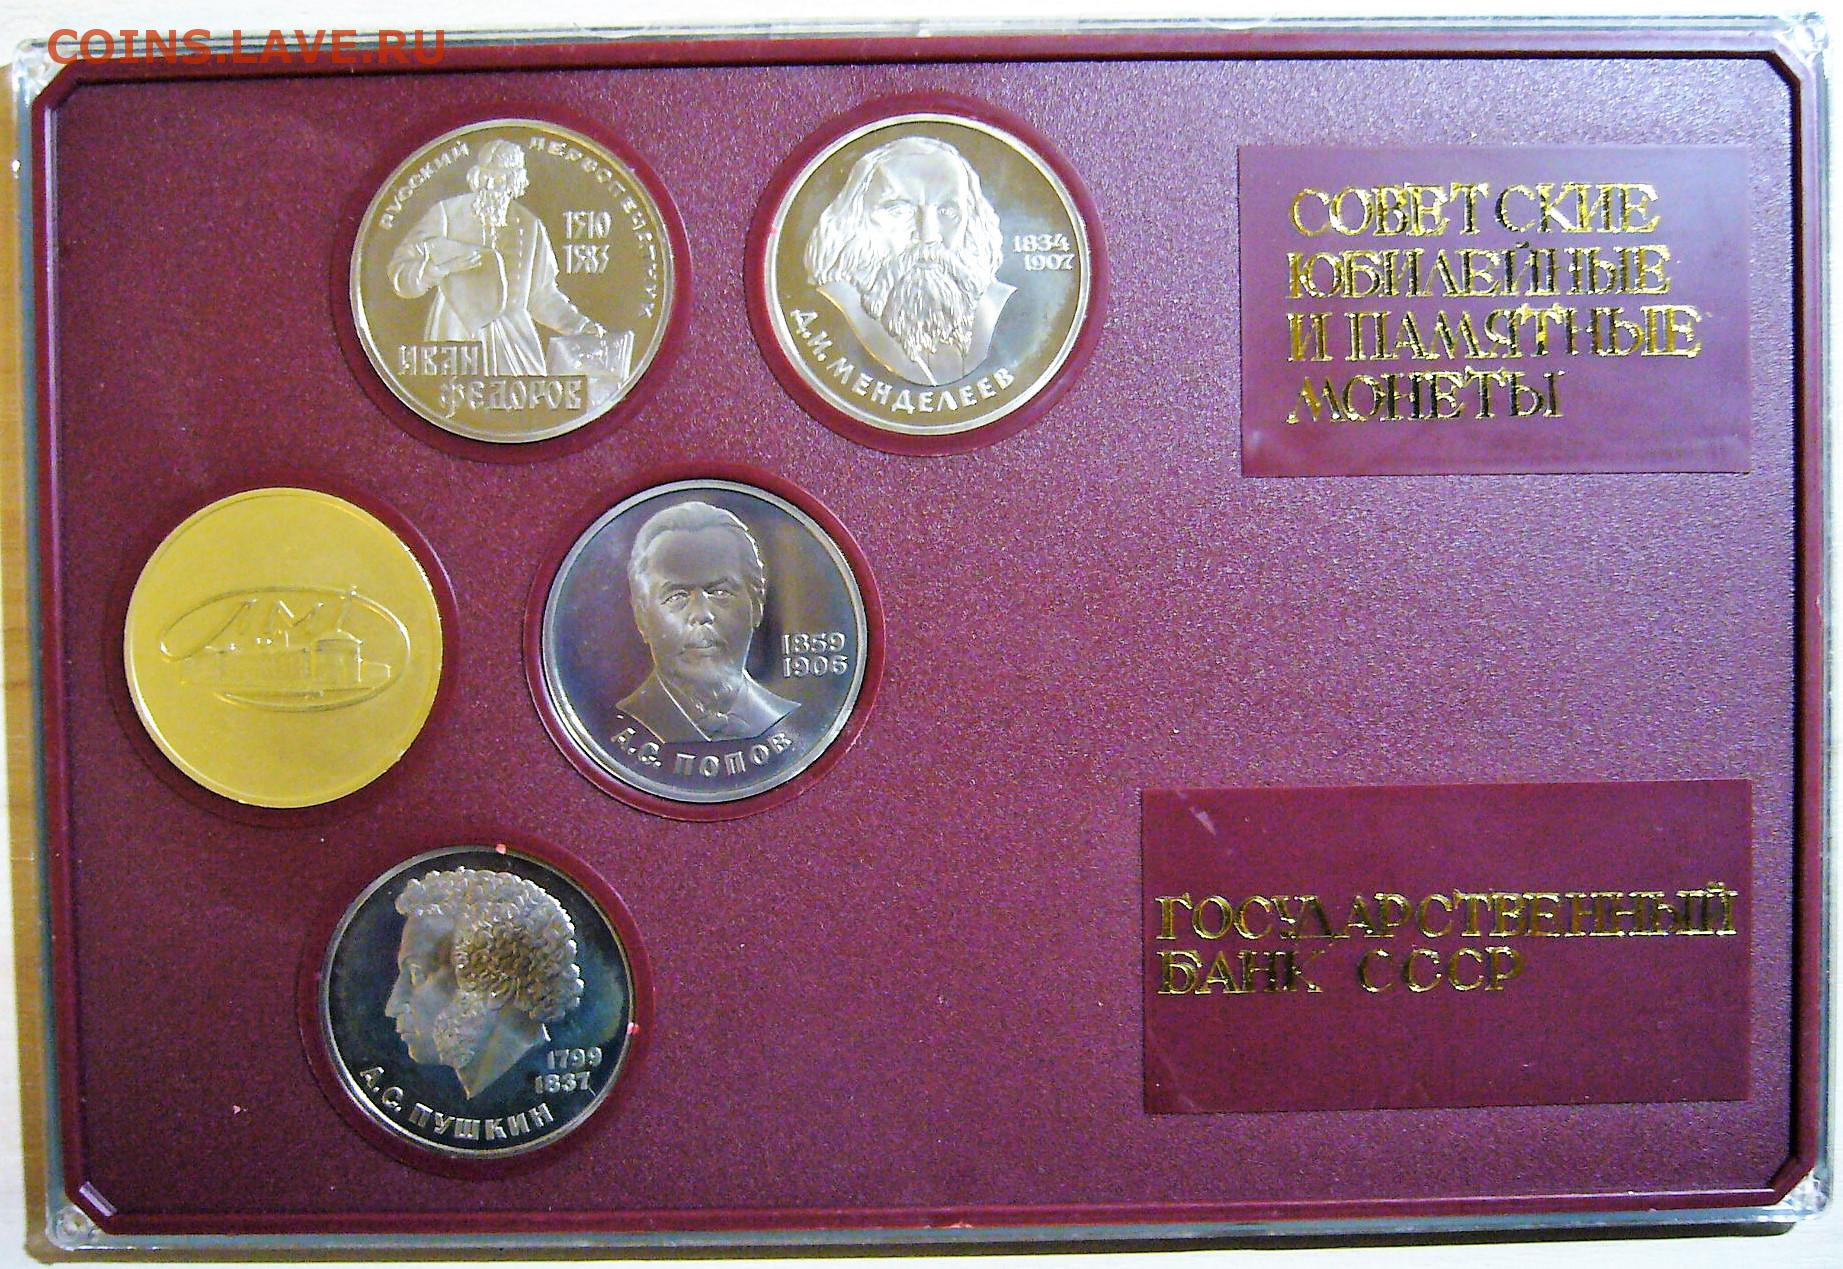 COINS.LAVE.RU
РУССКИЙ ПЕРВОПЕЧАТНИК
1510
1583
ИВАН
ФЕДОРОВ
1834
1907
Д.И. МЕНДЕЛЕЕВ
СОВЕТСКИЕ
ЮБИЛЕЙНЫЕ
И ПАМЯТНЫЕ
МОНЕТЫ
ЛМД
1859
1906
А.С. ПОПОВ
1799
1837
А.С. ПУШКИН
ГОСУДАРСТВЕННЫЙ
БАНК СССР